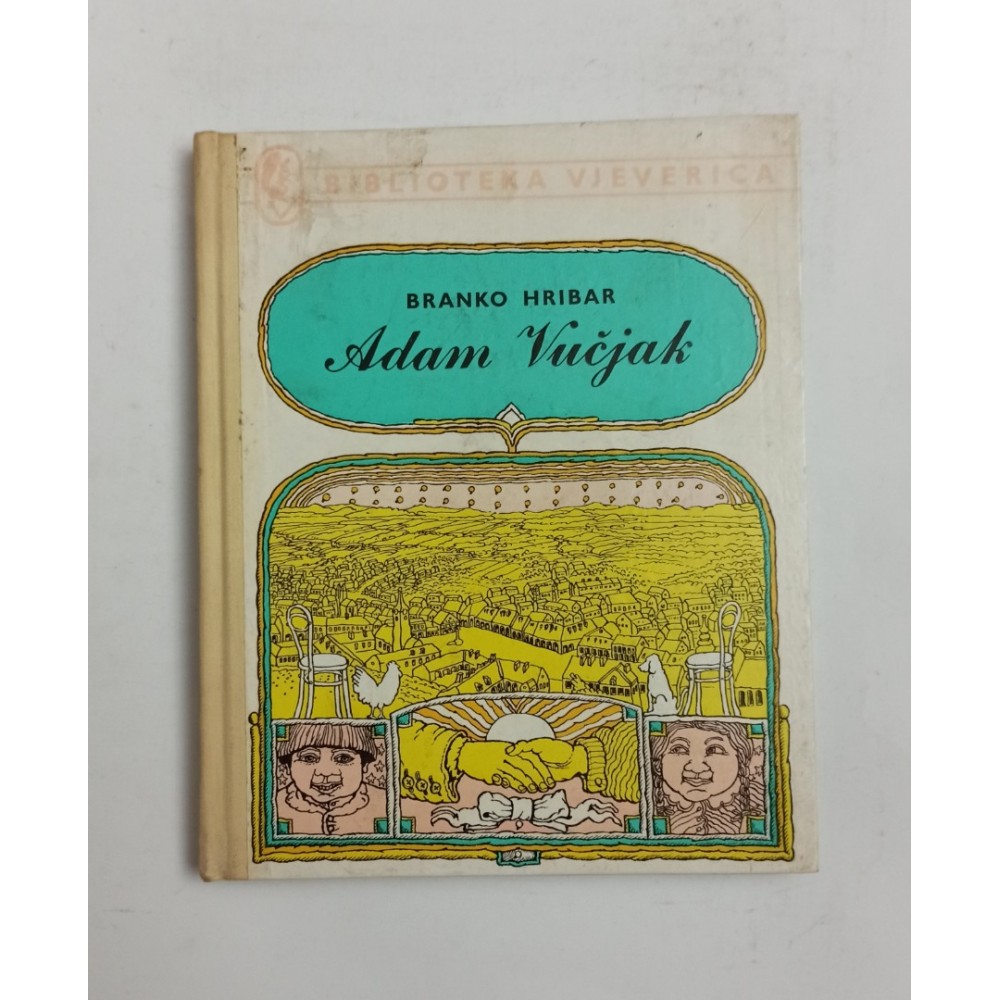 BIBLIOTEKA VJEVERICA
BRANKO HRIBAR
Adam Vučjak